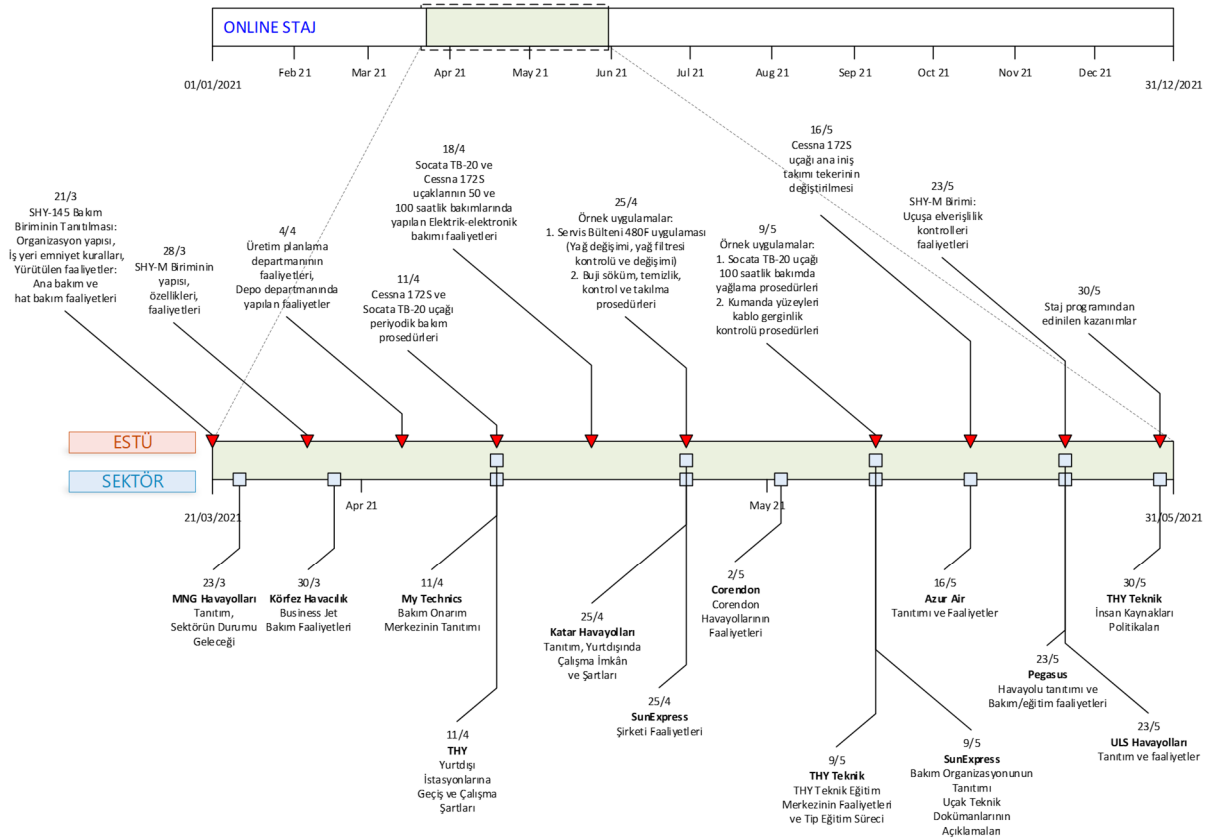 ONLINE STAJ
Feb 21
Mar 21
Apr 21
May 21
Jun 21
Jul 21
Aug 21
Sep 21
Oct 21
Nov 21
Dec 21
01/01/2021
31/12/2021
21/3
SHY-145 Bakım
Biriminin Tanıtılması:
Organizasyon yapısı,
İş yeri emniyet kuralları,
Yürütülen faaliyetler:
Ana bakım ve
hat bakım faaliyetleri
28/3
SHY-M Biriminin
yapısı,
özellikleri,
faaliyetleri
4/4
Üretim planlama
departmanının
faaliyetleri,
Depo departmanında
yapılan faaliyetler
11/4
Cessna 172S ve
Socata TB-20 uçağı
periyodik bakım
prosedürleri
18/4
Socata TB-20 ve
Cessna 172S
uçaklarının 50 ve
100 saatlik bakımlarında
yapılan Elektrik-elektronik
bakımı faaliyetleri
25/4
Örnek uygulamalar:
1. Servis Bülteni 480F uygulaması
(Yağ değişimi, yağ filtresi
kontrolü ve değişimi)
2. Buji söküm, temizlik,
kontrol ve takılma
prosedürleri
9/5
Örnek uygulamalar:
1. Socata TB-20 uçağı
100 saatlik bakımda
yağlama prosedürleri
2. Kumanda yüzeyleri
kablo gerginlik
kontrolü prosedürleri
16/5
Cessna 172S
uçağı ana iniş
takımı tekerinin
değiştirilmesi
23/5
SHY-M Birimi:
Uçuşa elverişlilik
kontrolleri
faaliyetleri
30/5
Staj programından
edinilen kazanımlar
ESTÜ
SEKTÖR
21/03/2021
Apr 21
May 21
31/05/2021
23/3
MNG Havayolları
Tanıtım,
Sektörün Durumu
Geleceği
30/3
Körfez Havacılık
Business Jet
Bakım Faaliyetleri
11/4
My Technics
Bakım Onarım
Merkezinin Tanıtımı
11/4
THY
Yurtdışı
İstasyonlarına
Geçiş ve Çalışma
Şartları
25/4
Katar Havayolları
Tanıtım, Yurtdışında
Çalışma İmkân
ve Şartları
25/4
SunExpress
Şirketi Faaliyetleri
2/5
Corendon
Corendon
Havayollarının
Faaliyetleri
9/5
THY Teknik
THY Teknik Eğitim
Merkezinin Faaliyetleri
ve Tip Eğitim Süreci
9/5
SunExpress
Bakım Organizasyonunun
Tanıtımı
Uçak Teknik
Dokümanlarının
Açıklamaları
16/5
Azur Air
Tanıtımı ve Faaliyetler
23/5
Pegasus
Havayolu tanıtımı ve
Bakım/eğitim faaliyetleri
23/5
ULS Havayolları
Tanıtım ve faaliyetler
30/5
THY Teknik
İnsan Kaynakları
Politikaları